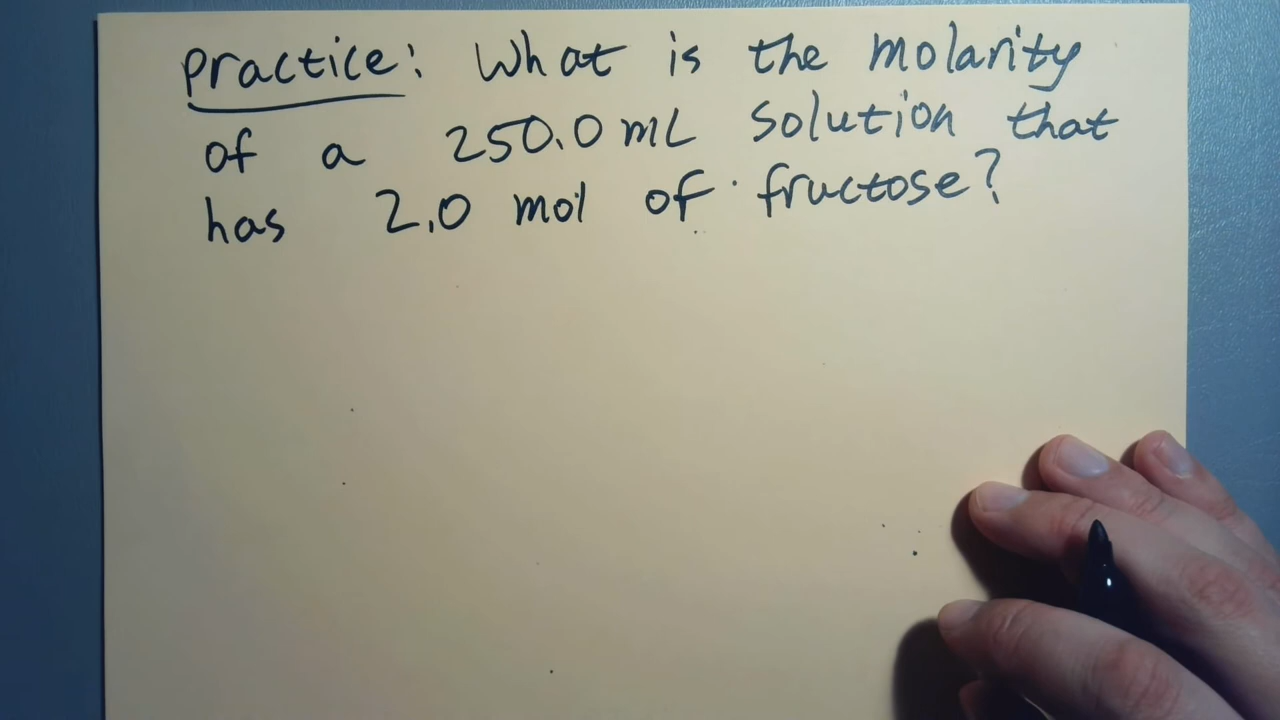 Practice: What is the molarity
of a 250.0 mL solution that
has 2.0 mol of fructose?